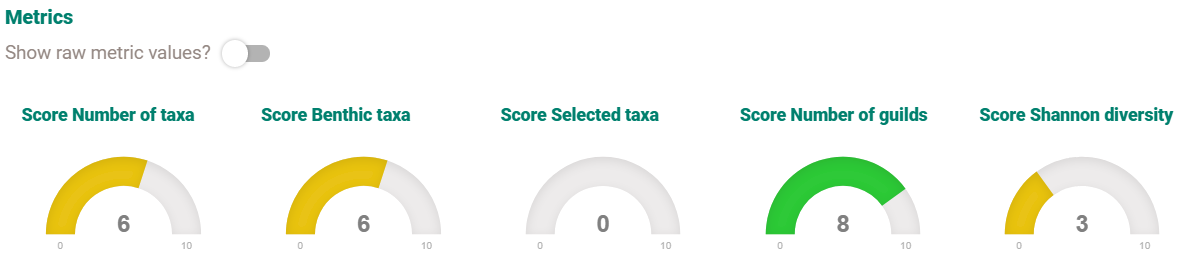 Metrics
Show raw metric values?
Score Number of taxa
6
0 10
Score Benthic taxa
6
0 10
Score Selected taxa
0
0 10
Score Number of guilds
8
0 10
Score Shannon diversity
3
0 10